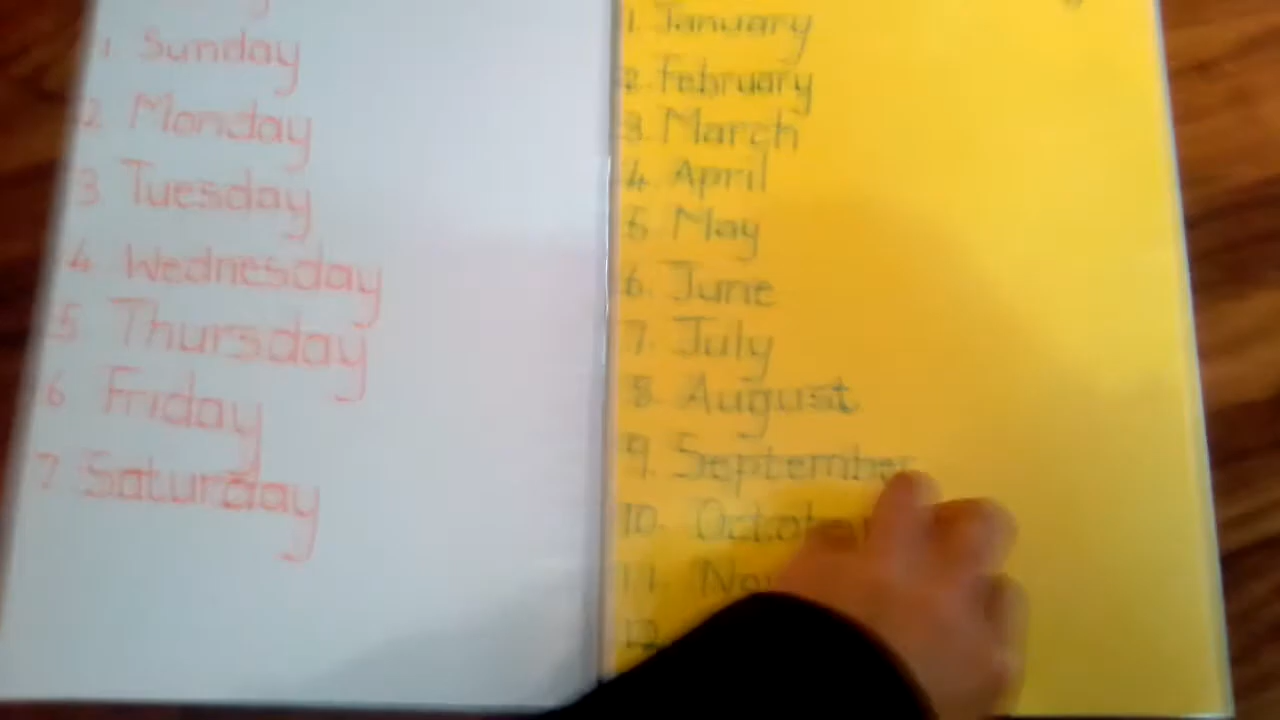 1. Sunday
2. Monday
3 Tuesday
4 Wednesday
5 Thursday
6 Friday
7 Saturday
1. January
2. February
3. March
4. April
5. May
6. June
7. July
8. August
9. September
10.
11.
12